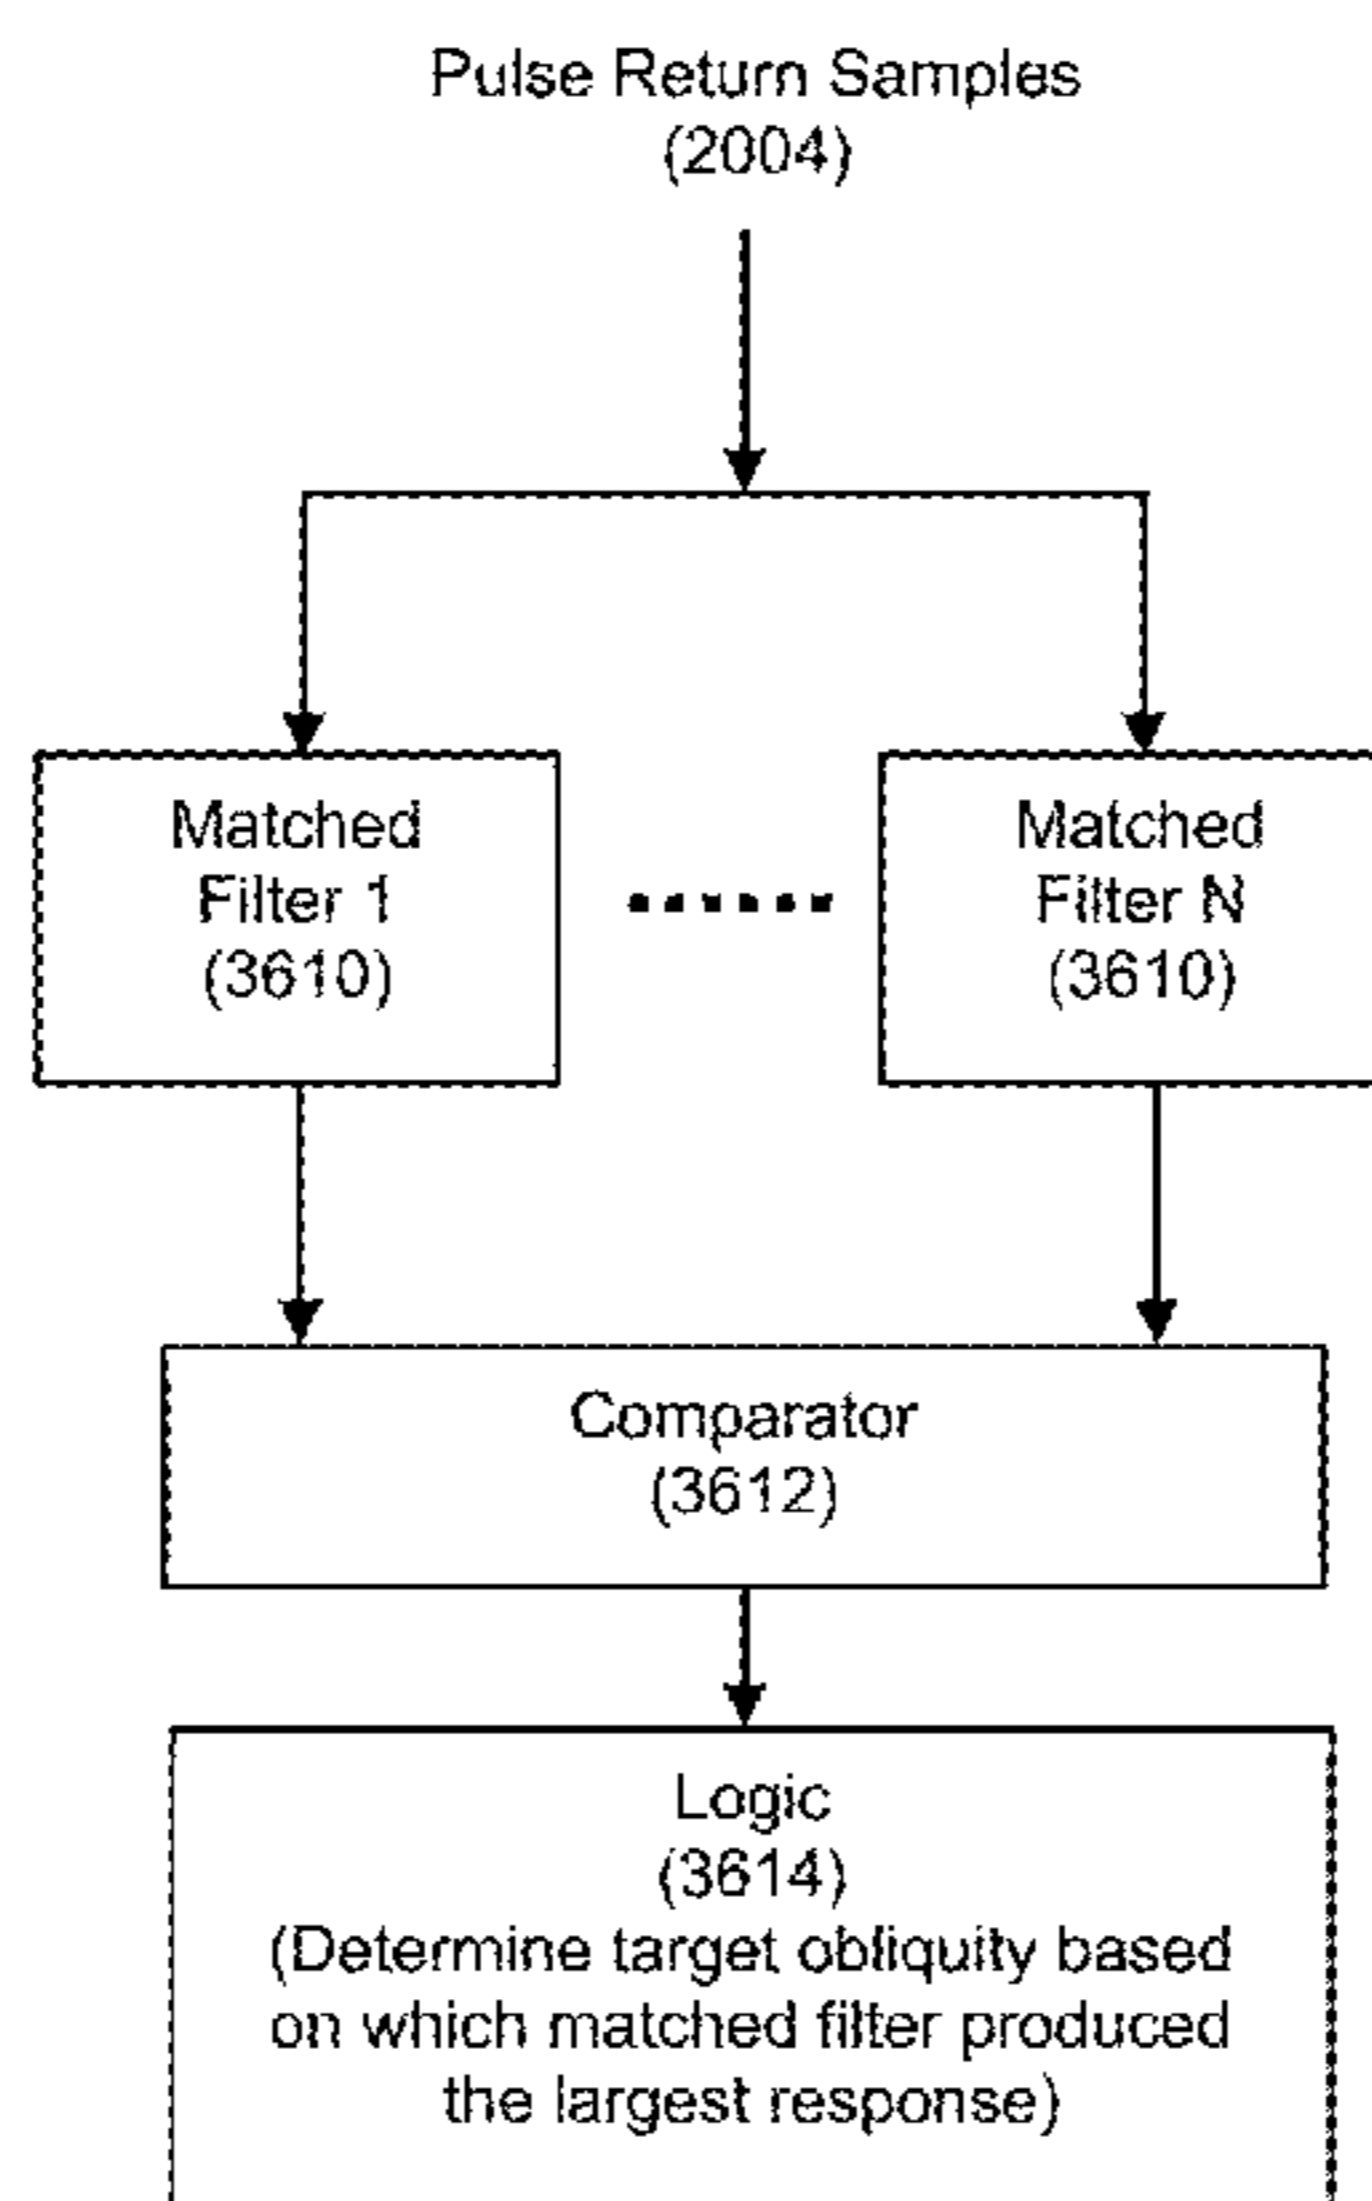 Pulse Return Samples
(2004)
Matched
Filter 1
(3610)
Matched
Filter N
(3610)
Comparator
(3612)
Logic
(3614)
(Determine target obliquity based
on which matched filter produced
the largest response)